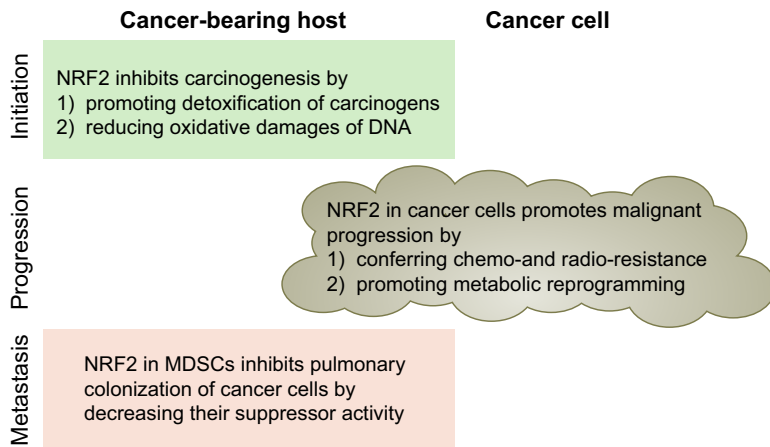 Cancer-bearing host
Cancer cell
Initiation
NRF2 inhibits carcinogenesis by
1) promoting detoxification of carcinogens
2) reducing oxidative damages of DNA
Progression
NRF2 in cancer cells promotes malignant
progression by
1) conferring chemo-and radio-resistance
2) promoting metabolic reprogramming
Metastasis
NRF2 in MDSCs inhibits pulmonary
colonization of cancer cells by
decreasing their suppressor activity